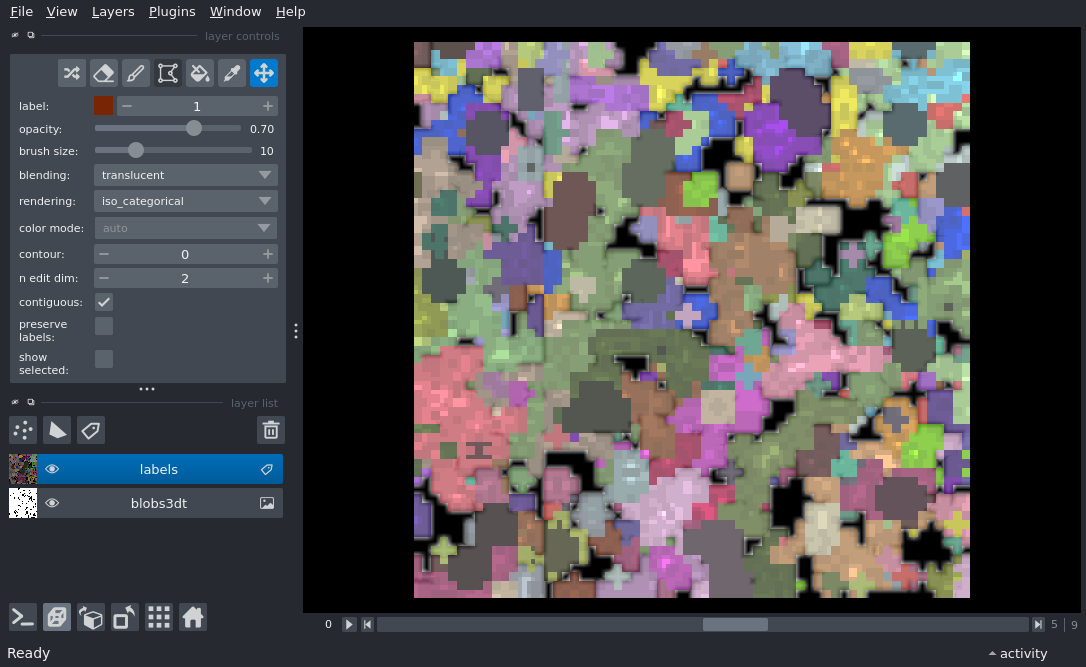 File View Layers Plugins Window Help
layer controls
label: 1
opacity: 0.70
brush size: 10
blending: translucent
rendering: iso_categorical
color mode: auto
contour: 0
n edit dim: 2
contiguous:
preserve
labels:
show
selected:
layer list
labels
blobs3dt
0 5 | 9
Ready activity